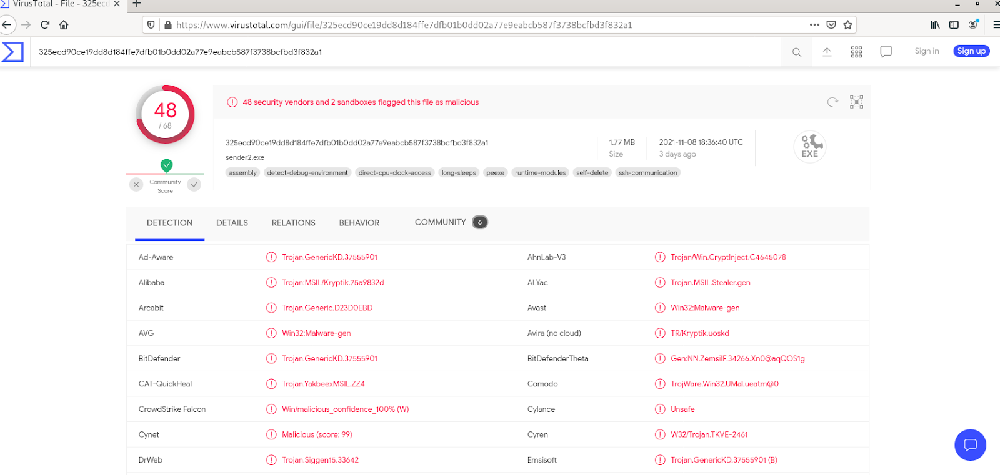 VirusTotal - File - 325ecd
https://www.virustotal.com/gui/file/325ecd90ce19dd8d184ffe7dfb01b0dd02a77e9eabcb587f3738bcfbd3f832a1
325ecd90ce19dd8d184ffe7dfb01b0dd02a77e9eabcb587f3738bcfbd3f832a1
Sign in
Sign up
48
/ 68
Community
Score
48 security vendors and 2 sandboxes flagged this file as malicious
325ecd90ce19dd8d184ffe7dfb01b0dd02a77e9eabcb587f3738bcfbd3f832a1
sender2.exe
assembly detect-debug-environment direct-cpu-clock-access long-sleeps peexe runtime-modules self-delete ssh-communication
1.77 MB
Size
2021-11-08 18:36:40 UTC
3 days ago
EXE
DETECTION DETAILS RELATIONS BEHAVIOR COMMUNITY 6
Ad-Aware Trojan.GenericKD.37555901 AhnLab-V3 Trojan/Win.CryptInject.C4645078
Alibaba Trojan:MSIL/Kryptik.75a9832d ALYac Trojan.MSIL.Stealer.gen
Arcabit Trojan.Generic.D23D0EBD Avast Win32:Malware-gen
AVG Win32:Malware-gen Avira (no cloud) TR/Kryptik.uoskd
BitDefender Trojan.GenericKD.37555901 BitDefenderTheta Gen:NN.ZemsilF.34266.Xn0@aqQOS1g
CAT-QuickHeal Trojan.YakbeexMSIL.ZZ4 Comodo TrojWare.Win32.UMal.ueatm@0
CrowdStrike Falcon Win/malicious_confidence_100% (W) Cylance Unsafe
Cynet Malicious (score: 99) Cyren W32/Trojan.TKVE-2461
DrWeb Trojan.Siggen15.33642 Emsisoft Trojan.GenericKD.37555901 (B)